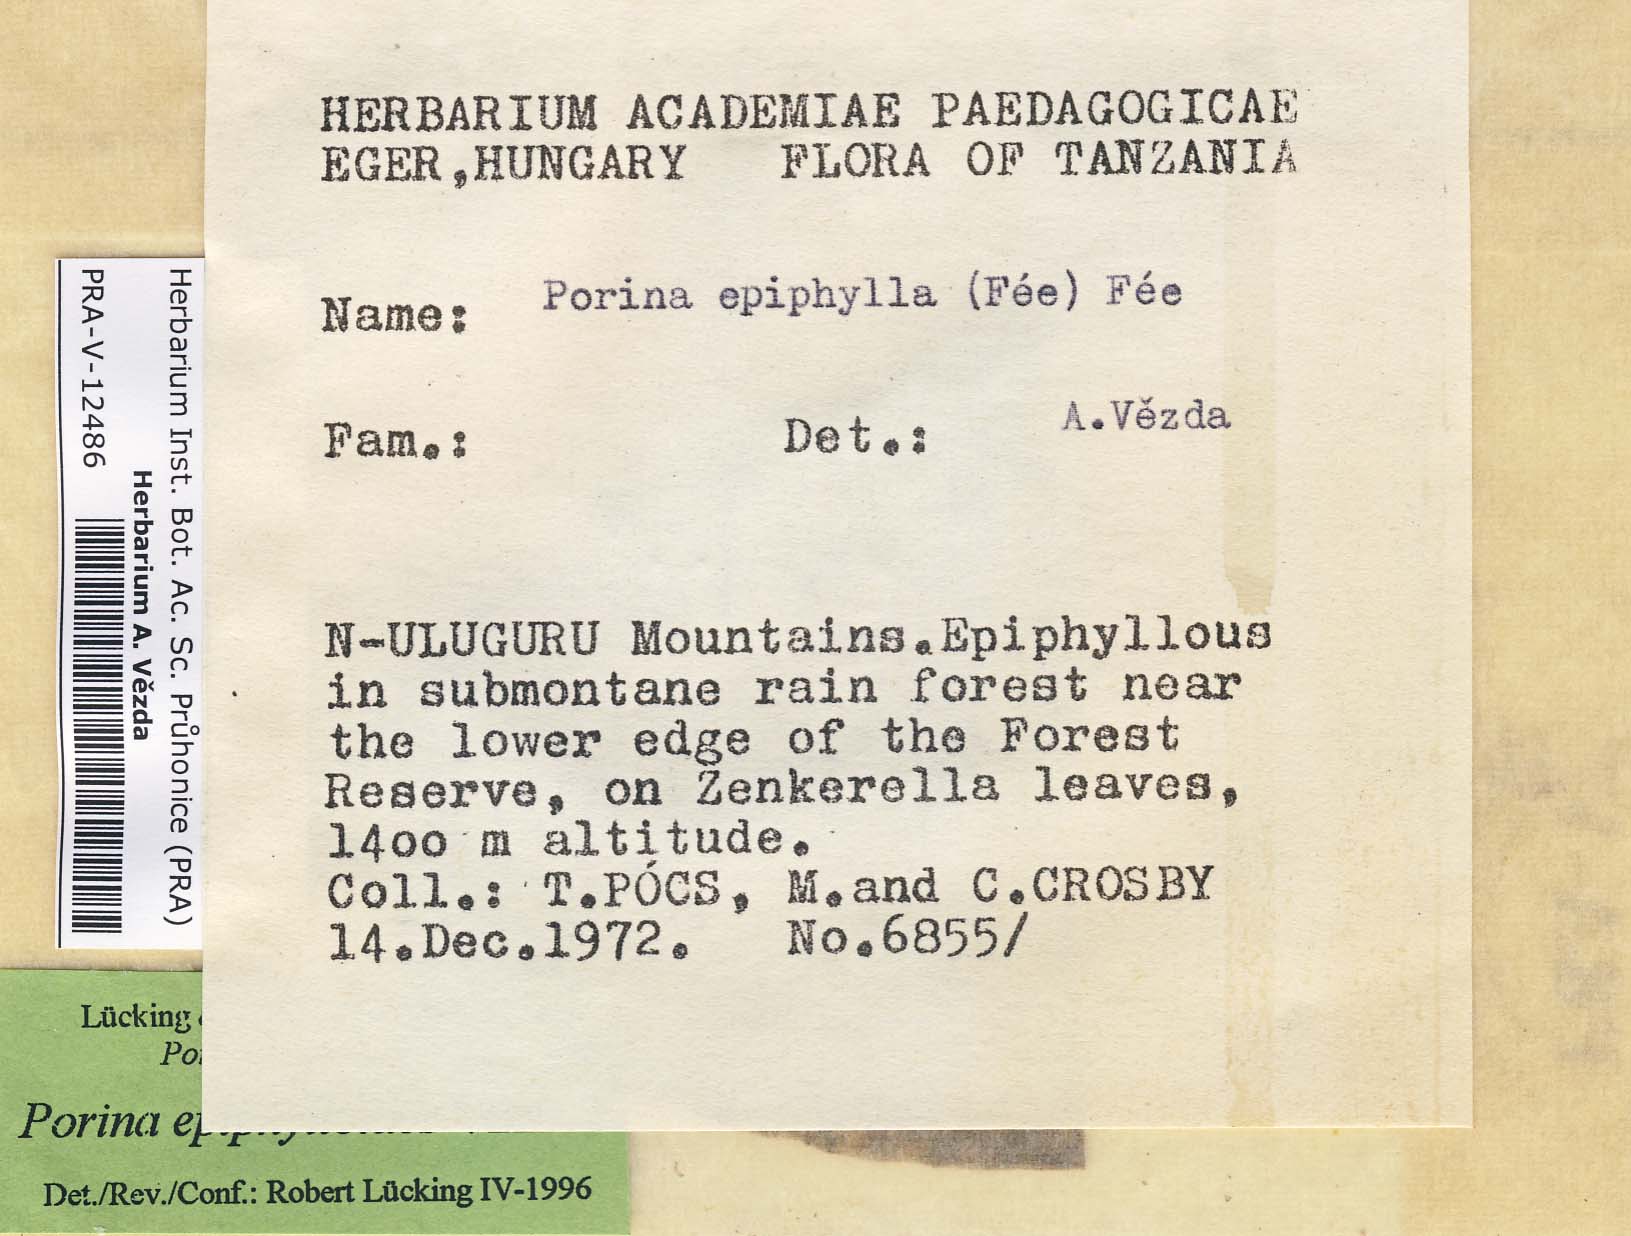 HERBARIUM ACADEMIAE PAEDAGOGICAE
EGER,HUNGARY FLORA OF TANZANIA
Name: Porina epiphylla (Fée) Fée
Fam.: Det.: A.Vězda
N-ULUGURU Mountains.Epiphyllous
in submontane rain forest near
the lower edge of the Forest
Reserve, on Zenkerella leaves,
14oo m altitude.
Coll.: T.PÓCS, M.and C.CROSBY
14.Dec.1972. No.6855/
Herbarium Inst. Bot. Ac. Sc. Průhonice (PRA)
Herbarium A. Vězda
PRA-V-12486
Lücking
Porina
Det./Rev./Conf.: Robert Lücking IV-1996